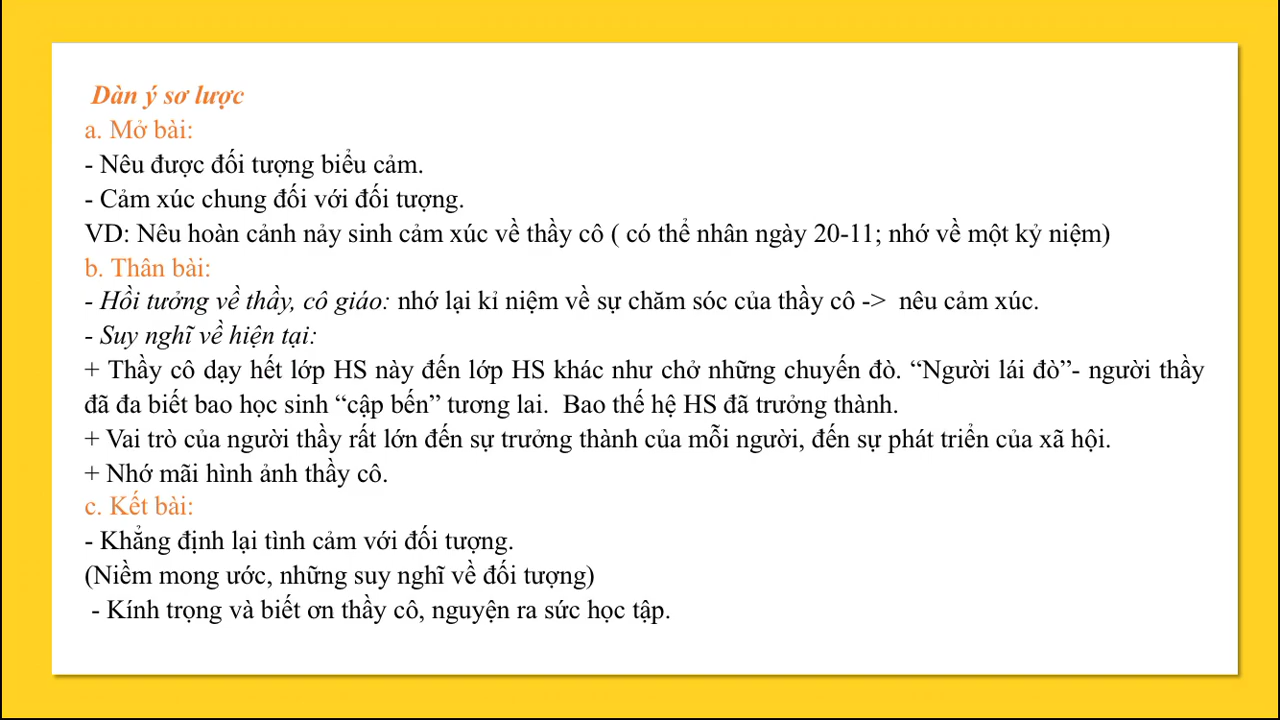 Dàn ý sơ lược
a. Mở bài:
- Nêu được đối tượng biểu cảm.
- Cảm xúc chung đối với đối tượng.
VD: Nêu hoàn cảnh nảy sinh cảm xúc về thầy cô ( có thể nhân ngày 20-11; nhớ về một kỷ niệm)
b. Thân bài:
- Hồi tưởng về thầy, cô giáo: nhớ lại kỉ niệm về sự chăm sóc của thầy cô -> nêu cảm xúc.
- Suy nghĩ về hiện tại:
+ Thầy cô dạy hết lớp HS này đến lớp HS khác như chở những chuyến đò. “Người lái đò”- người thầy
đã đa biết bao học sinh “cập bến” tương lai. Bao thế hệ HS đã trưởng thành.
+ Vai trò của người thầy rất lớn đến sự trưởng thành của mỗi người, đến sự phát triển của xã hội.
+ Nhớ mãi hình ảnh thầy cô.
c. Kết bài:
- Khẳng định lại tình cảm với đối tượng.
(Niềm mong ước, những suy nghĩ về đối tượng)
- Kính trọng và biết ơn thầy cô, nguyện ra sức học tập.